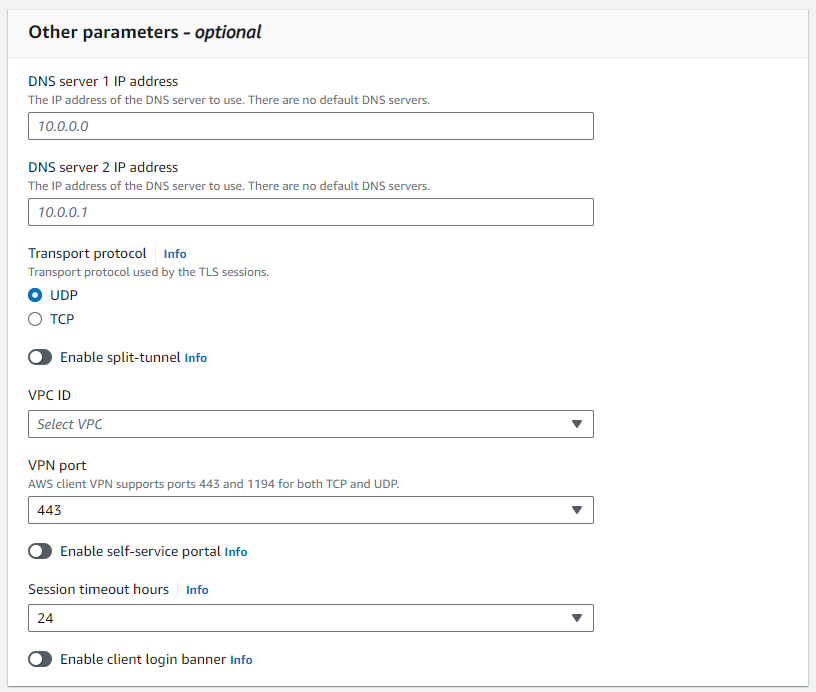 Other parameters - optional
DNS server 1 IP address
The IP address of the DNS server to use. There are no default DNS servers.
10.0.0.0
DNS server 2 IP address
The IP address of the DNS server to use. There are no default DNS servers.
10.0.0.1
Transport protocol Info
Transport protocol used by the TLS sessions.
UDP
TCP
Enable split-tunnel Info
VPC ID
Select VPC
VPN port
AWS client VPN supports ports 443 and 1194 for both TCP and UDP.
443
Enable self-service portal Info
Session timeout hours Info
24
Enable client login banner Info